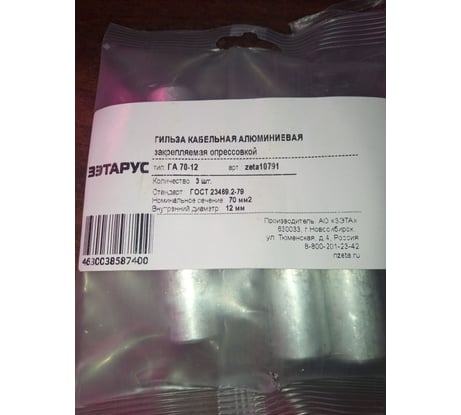 ГИЛЬЗА КАБЕЛЬНАЯ АЛЮМИНИЕВАЯ
закрепляемая опрессовкой
ЗЭТАРУС
тип: ГА 70-12 арт. zeta10791
Количество: 3 шт.
Стандарт: ГОСТ 23469.2-79
Номинальное сечение: 70 мм2
Внутренний диаметр: 12 мм
Производитель: АО «ЗЭТА»
630033, г.Новосибирск,
ул. Тюменская, д.4, Россия
8-800-201-23-42
nzeta.ru
4630038587400